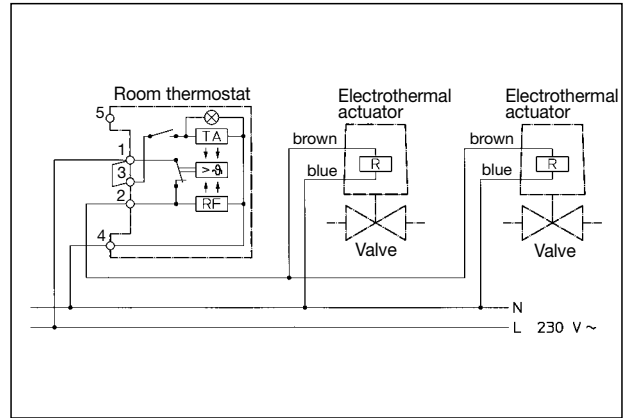 Room thermostat
Electrothermal
actuator
Electrothermal
actuator
5
1
3
2
4
TA
> ϑ
RF
brown
blue
R
brown
blue
R
Valve
Valve
N
L 230 V ~